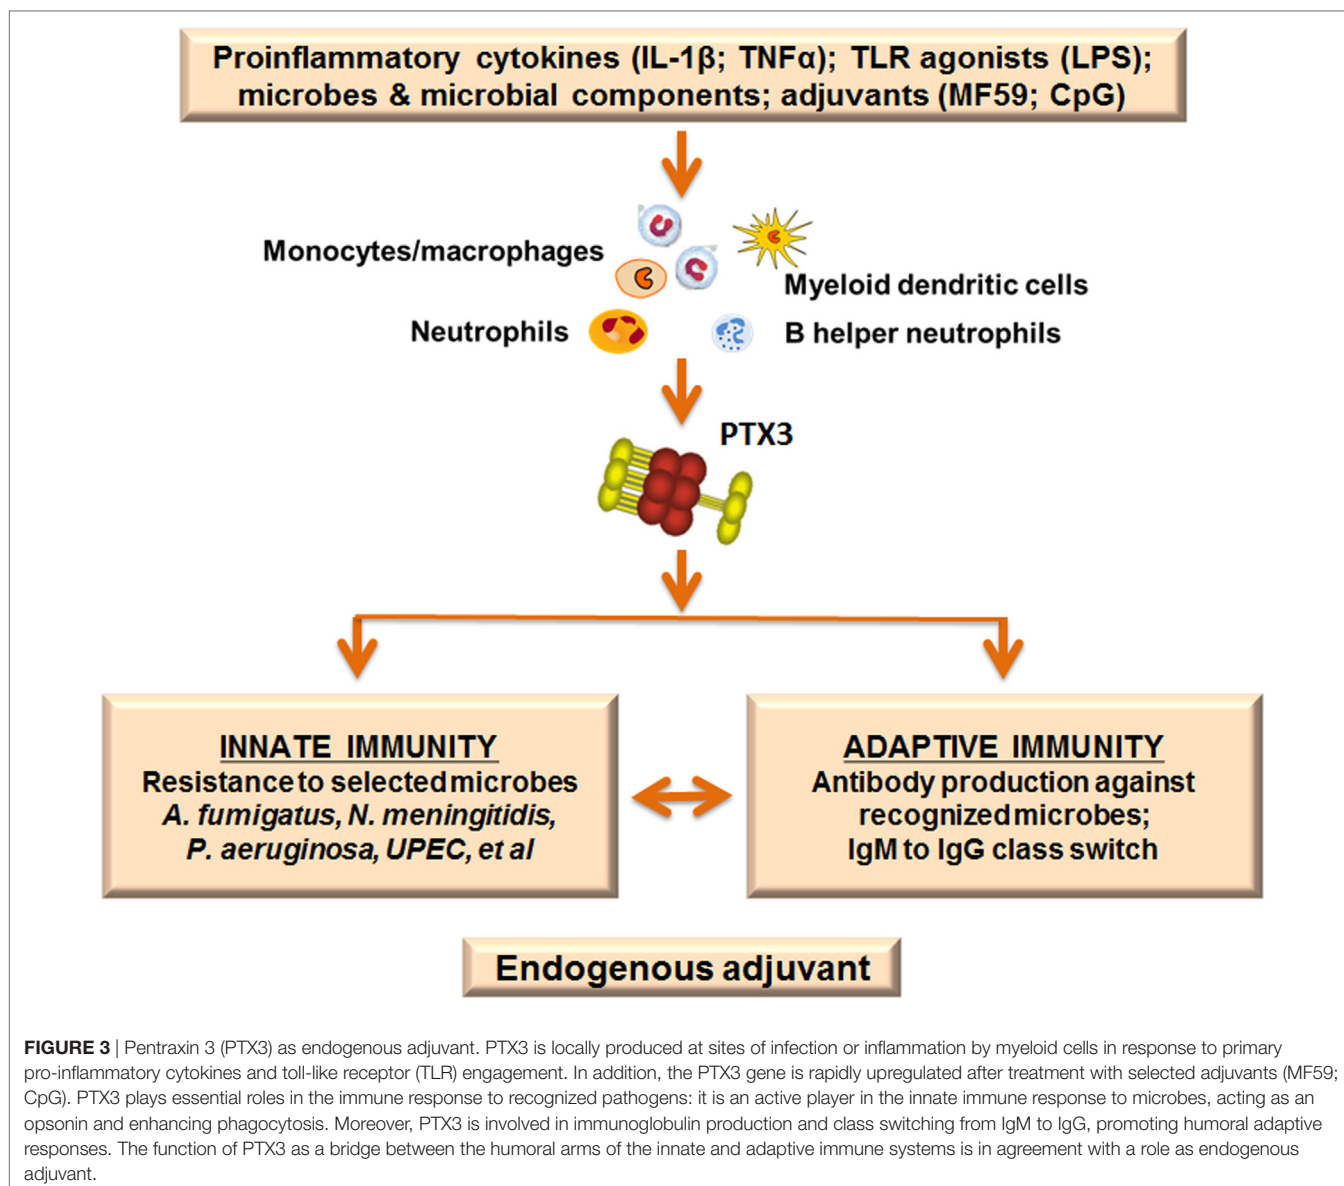 Proinflammatory cytokines (IL-1β; TNFα); TLR agonists (LPS);
microbes & microbial components; adjuvants (MF59; CpG)
Monocytes/macrophages
Myeloid dendritic cells
Neutrophils
B helper neutrophils
PTX3
INNATE IMMUNITY
Resistance to selected microbes
A. fumigatus, N. meningitidis,
P. aeruginosa, UPEC, et al
ADAPTIVE IMMUNITY
Antibody production against
recognized microbes;
IgM to IgG class switch
Endogenous adjuvant
FIGURE 3 | Pentraxin 3 (PTX3) as endogenous adjuvant. PTX3 is locally produced at sites of infection or inflammation by myeloid cells in response to primary
pro-inflammatory cytokines and toll-like receptor (TLR) engagement. In addition, the PTX3 gene is rapidly upregulated after treatment with selected adjuvants (MF59;
CpG). PTX3 plays essential roles in the immune response to recognized pathogens: it is an active player in the innate immune response to microbes, acting as an
opsonin and enhancing phagocytosis. Moreover, PTX3 is involved in immunoglobulin production and class switching from IgM to IgG, promoting humoral adaptive
responses. The function of PTX3 as a bridge between the humoral arms of the innate and adaptive immune systems is in agreement with a role as endogenous
adjuvant.